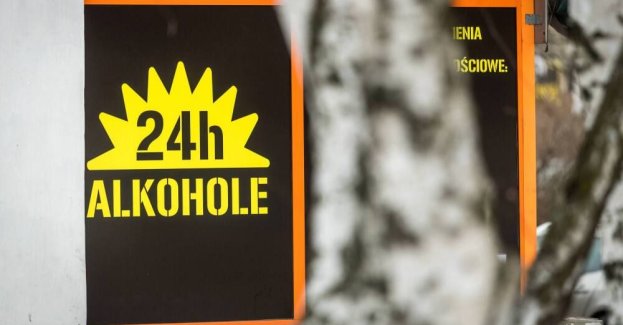 24h
ALKOHOLE
IENIA
OŚCIOWE: